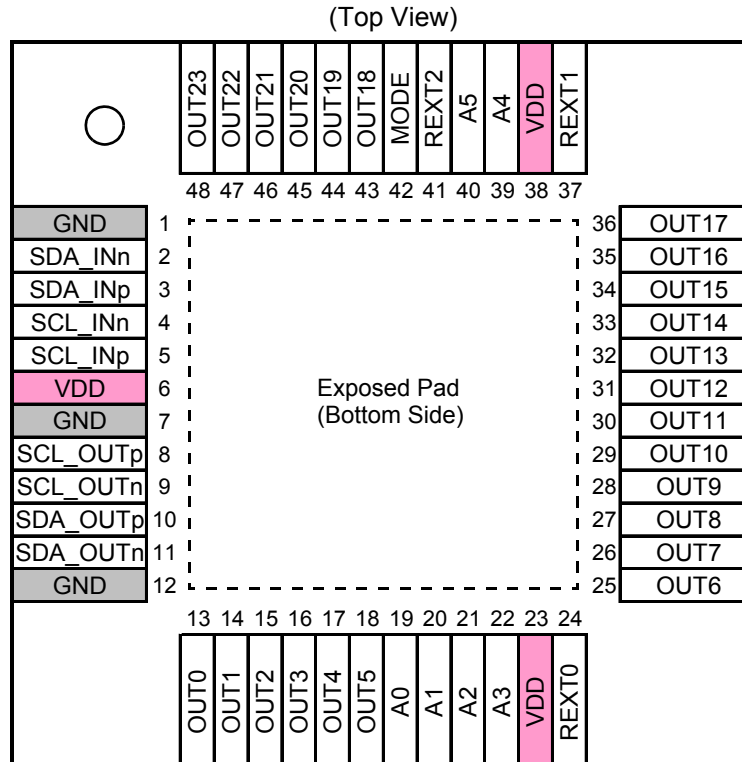 (Top View)
OUT23 OUT22 OUT21 OUT20 OUT19 OUT18 MODE REXT2 A5 A4 VDD REXT1
48 47 46 45 44 43 42 41 40 39 38 37
GND 1 36 OUT17
SDA_INn 2 35 OUT16
SDA_INp 3 34 OUT15
SCL_INn 4 33 OUT14
SCL_INp 5 32 OUT13
VDD 6 Exposed Pad 31 OUT12
GND 7 (Bottom Side) 30 OUT11
SCL_OUTp 8 29 OUT10
SCL_OUTn 9 28 OUT9
SDA_OUTp 10 27 OUT8
SDA_OUTn 11 26 OUT7
GND 12 25 OUT6
13 14 15 16 17 18 19 20 21 22 23 24
OUT0 OUT1 OUT2 OUT3 OUT4 OUT5 A0 A1 A2 A3 VDD REXT0